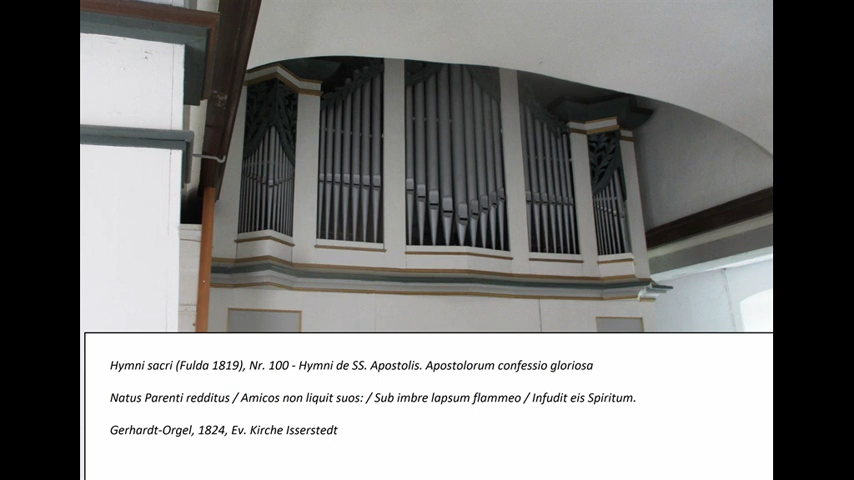 Hymni sacri (Fulda 1819), Nr. 100 - Hymni de SS. Apostolis. Apostolorum confessio gloriosa
Natus Parenti redditus / Amicos non liquit suos: / Sub imbre lapsum flammeo / Infudit eis Spiritum.
Gerhardt-Orgel, 1824, Ev. Kirche Isserstedt